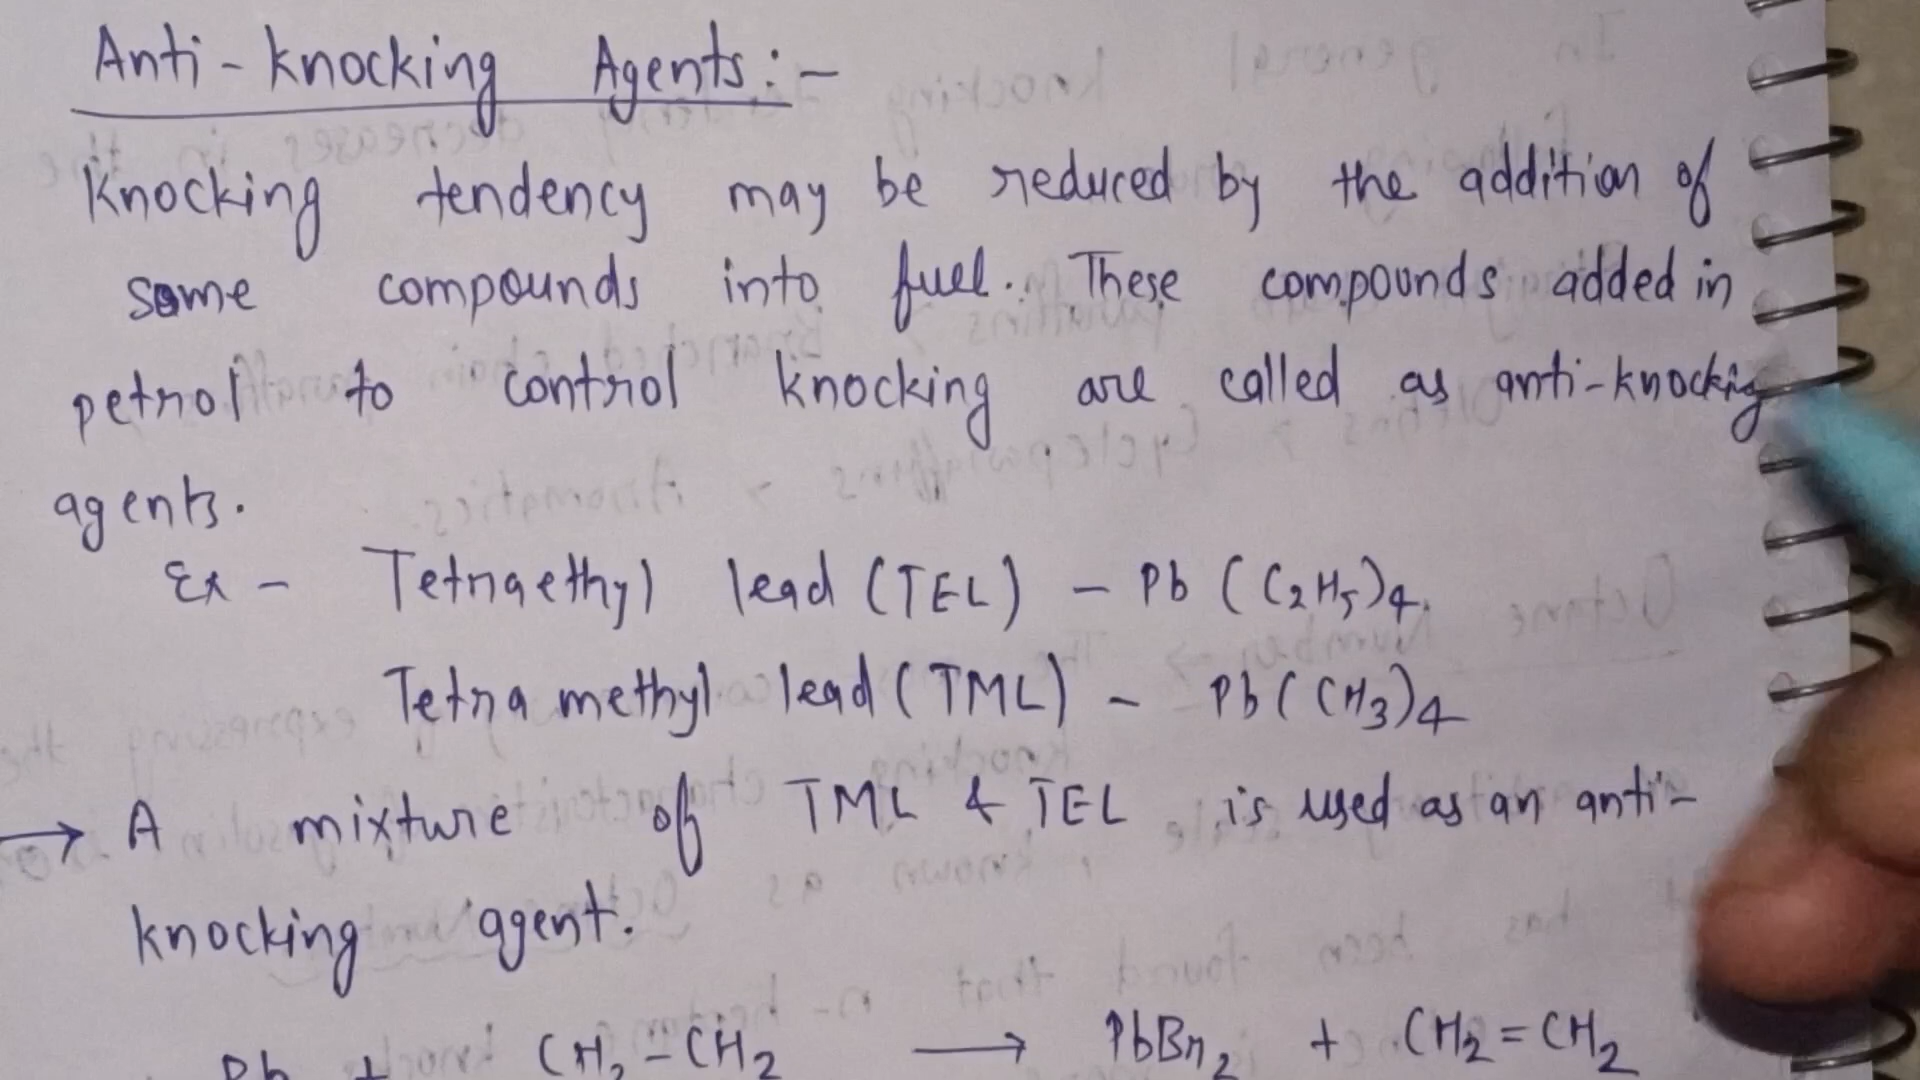 Anti-knocking Agents:-
Knocking tendency may be reduced by the addition of
some compounds into fuel. These compounds added in
petrol to control knocking are called as anti-knocking
agents.
Ex - Tetraethyl lead (TEL) - Pb (C2H5)4.
Tetra methyl lead (TML) - Pb (CH3)4
→ A mixture of TML & TEL is used as an anti-
knocking agent.
Pb + CH2-CH2 → PbBr2 + CH2=CH2